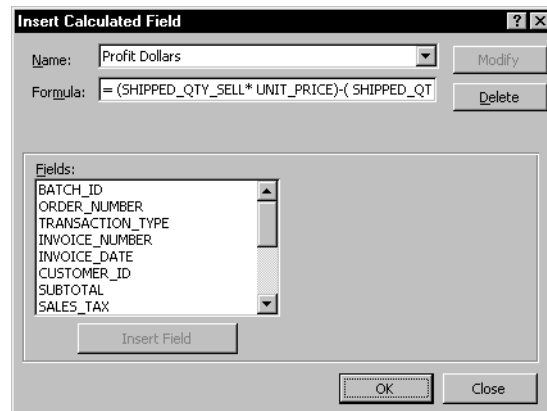 Insert Calculated Field
Name: Profit Dollars Modify
Formula: = (SHIPPED_QTY_SELL* UNIT_PRICE)-( SHIPPED_QT Delete
Fields:
BATCH_ID
ORDER_NUMBER
TRANSACTION_TYPE
INVOICE_NUMBER
INVOICE_DATE
CUSTOMER_ID
SUBTOTAL
SALES_TAX
Insert Field
OK Close